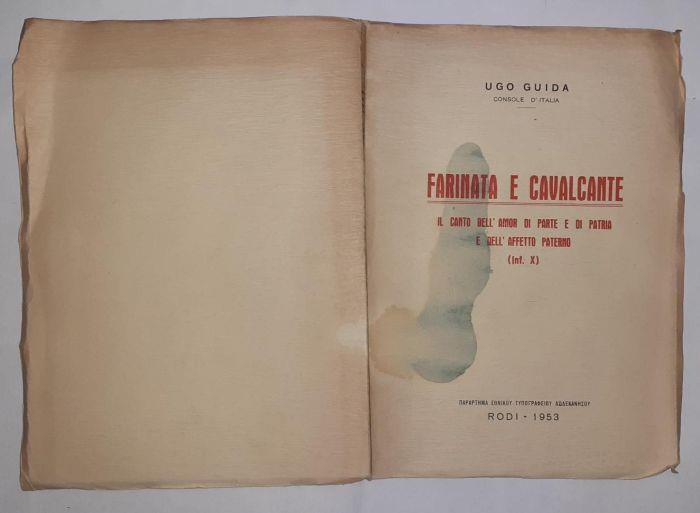 UGO GUIDA
CONSOLE D'ITALIA
FARINATA E CAVALCANTE
IL CANTO DELL'AMOR DI PARTE E DI PATRIA
E DELL'AFFETTO PATERNO
(Inf. X)
ΠΑΡΑΡΤΗΜΑ ΕΘΝΙΚΟΥ ΤΥΠΟΓΡΑΦΕΙΟΥ ΔΩΔΕΚΑΝΗΣΟΥ
RODI - 1953